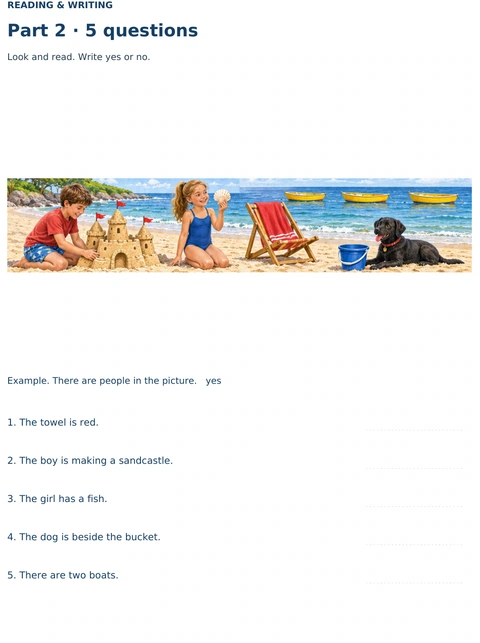 READING & WRITING
Part 2 · 5 questions
Look and read. Write yes or no.
Example. There are people in the picture. yes
1. The towel is red.
2. The boy is making a sandcastle.
3. The girl has a fish.
4. The dog is beside the bucket.
5. There are two boats.